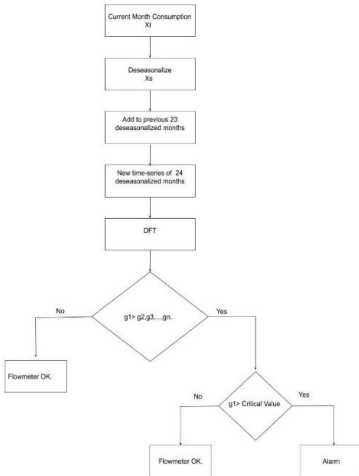 Current Month Consumption
Xt
Deseasonalize
Xs
Add to previous 23
deseasonalized months
New time-series of 24
deseasonalized months
DFT
g1> g2,g3,...,gn.
No
Yes
Flowmeter OK.
g1> Critical Value
No
Yes
Flowmeter OK.
Alarm